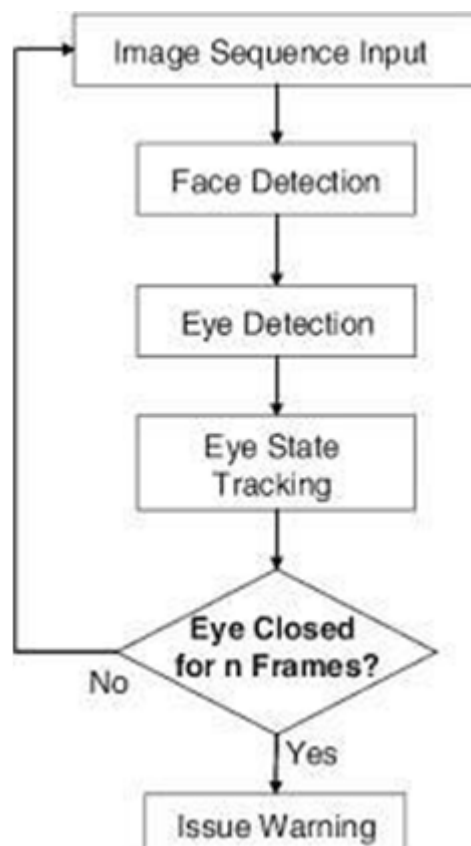 Image Sequence Input
Face Detection
Eye Detection
Eye State
Tracking
Eye Closed
for n Frames?
No
Yes
Issue Warning